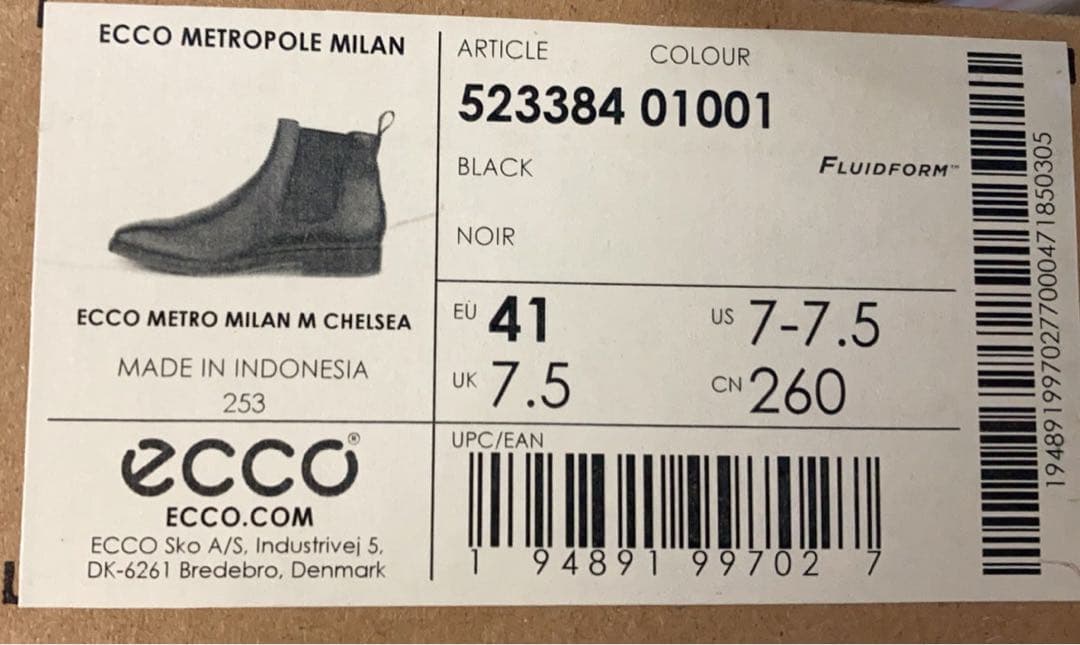 ECCO METROPOLE MILAN
ECCO METRO MILAN M CHELSEA
MADE IN INDONESIA
253
ecco®
ECCO.COM
ECCO Sko A/S, Industrivej 5,
DK-6261 Bredebro, Denmark
ARTICLE COLOUR
523384 01001
BLACK
FLUIDFORM™
NOIR
EU 41 US 7-7.5
UK 7.5 CN 260
UPC/EAN
1 94891 99702 7
1948919970277000471850305